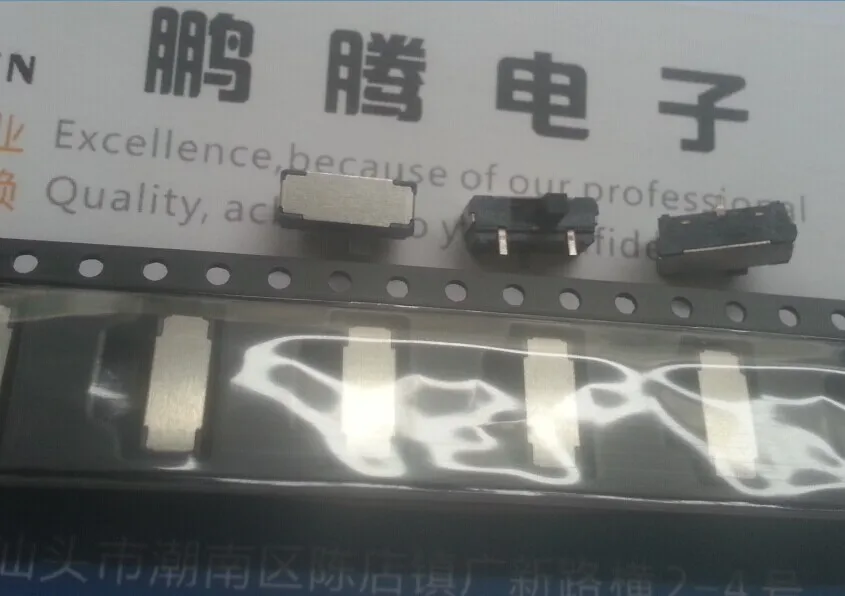 鹏腾电子
业 Excellence, because of our professional
Quality,
汕头市潮南区陈店镇广新路横2-4号